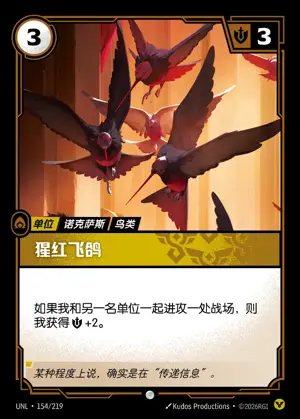 3
3
单位 诺克萨斯 鸟类
猩红飞鸽
如果我和另一名单位一起进攻一处战场，则
我获得 +2。
某种程度上说，确实是在“传递信息”。
UNL · 154/219
Kudos Productions · ©2026RGI